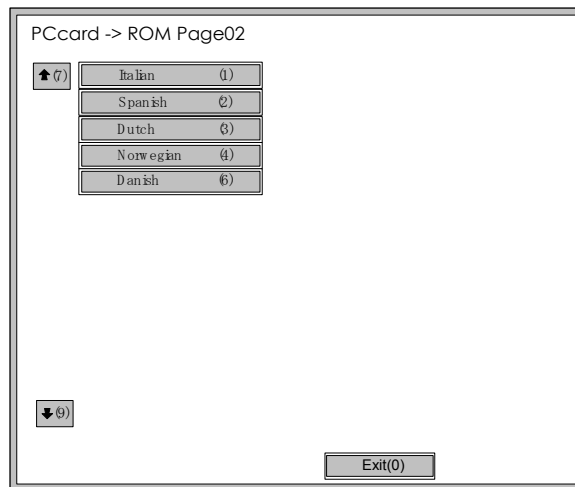 PCcard -> ROM Page02
🡅(7)
Italian (1)
Spanish (2)
Dutch (3)
Norwegian (4)
Danish (6)
🡇(9)
Exit(0)